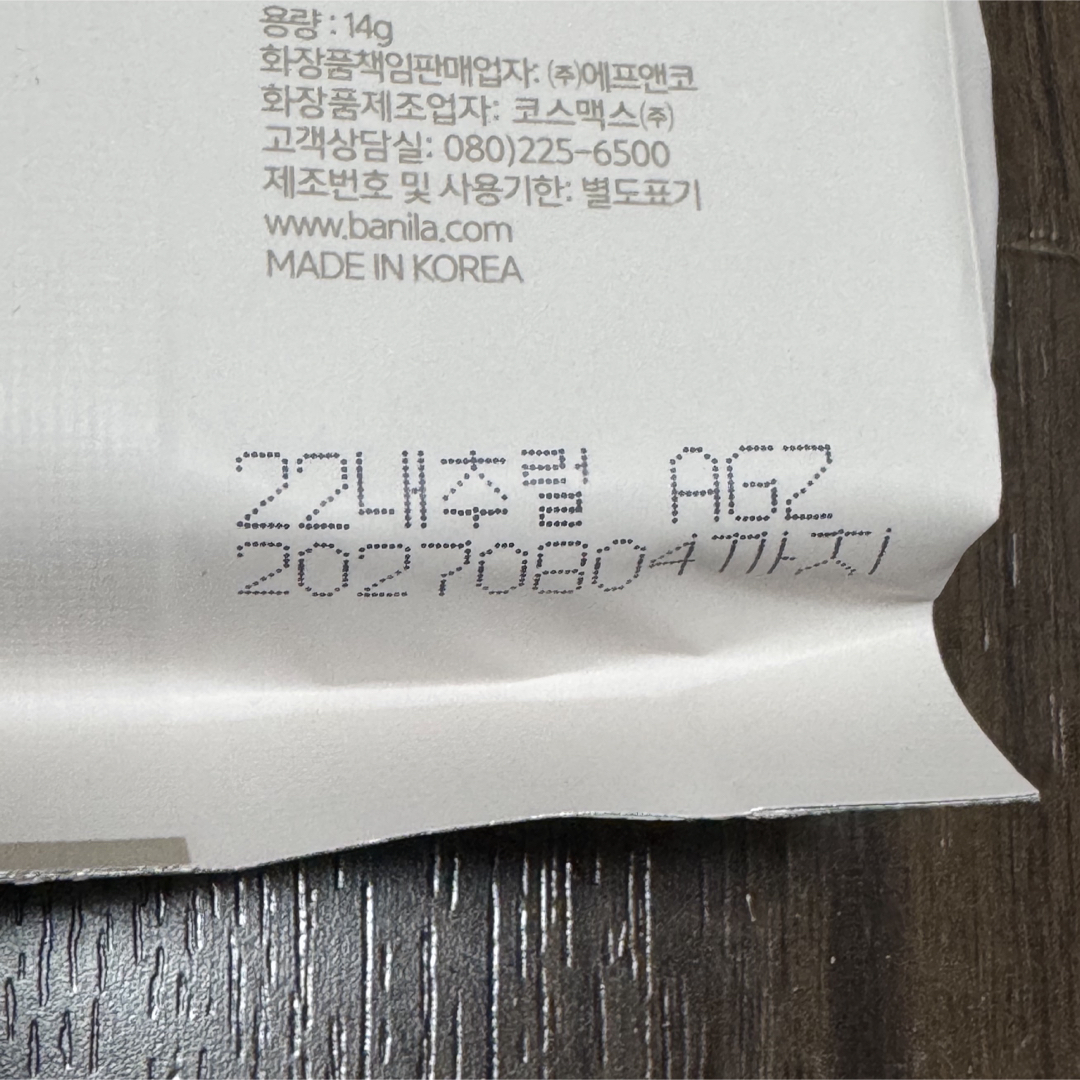 용량 : 14g
화장품책임판매업자: ㈜에프앤코
화장품제조업자: 코스맥스㈜
고객상담실: 080)225-6500
제조번호 및 사용기한: 별도표기
www.banila.com
MADE IN KOREA
22내추럴 AGZ
20270804까지